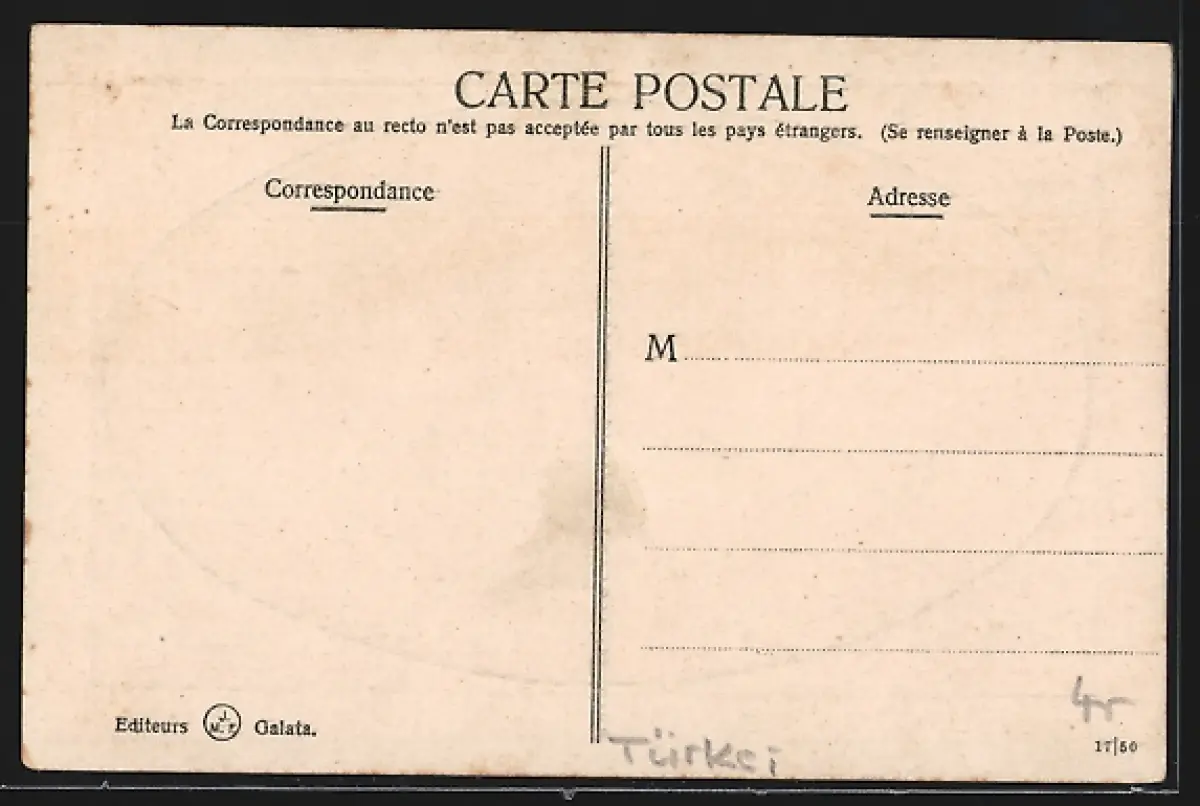 CARTE POSTALE
La Correspondance au recto n'est pas acceptée par tous les pays étrangers. (Se renseigner à la Poste.)
Correspondance
Adresse
M
Editeurs J. M. F. Galata.
Türkei
17|50